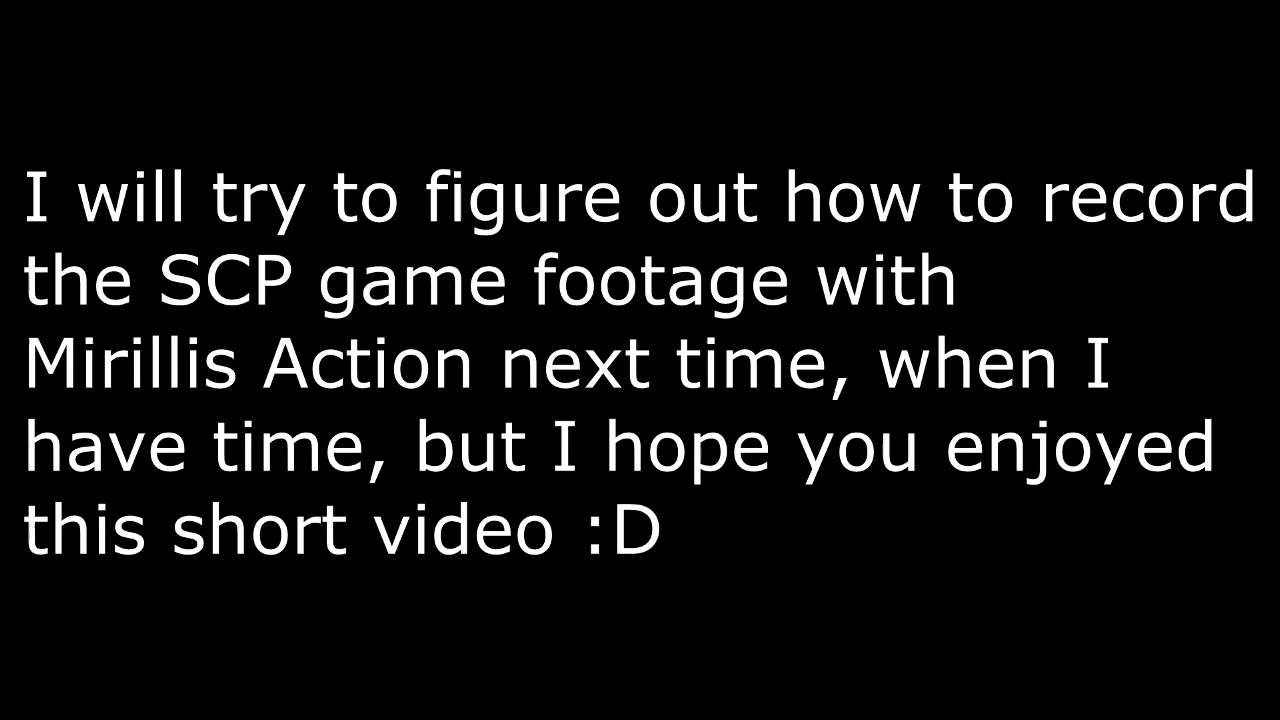 I will try to figure out how to record
the SCP game footage with
Mirillis Action next time, when I
have time, but I hope you enjoyed
this short video :D